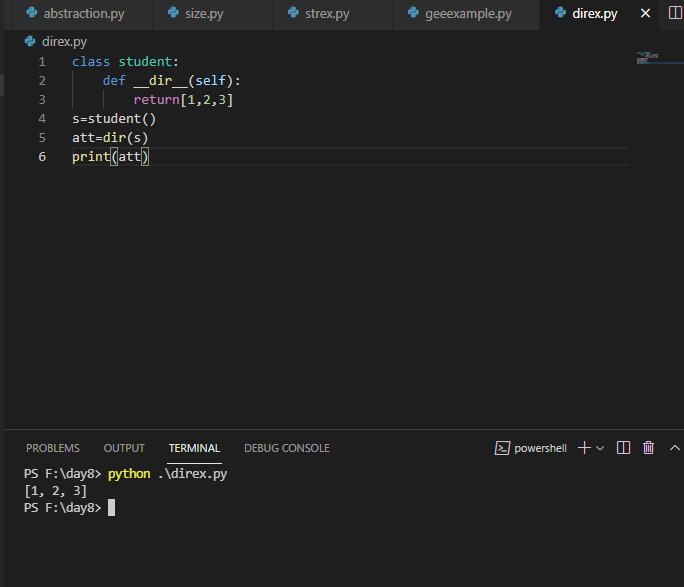 abstraction.py size.py strex.py geeexample.py direx.py
direx.py
1 class student:
2 def __dir__(self):
3 return[1,2,3]
4 s=student()
5 att=dir(s)
6 print(att)
PROBLEMS OUTPUT TERMINAL DEBUG CONSOLE powershell
PS F:\day8> python .\direx.py
[1, 2, 3]
PS F:\day8>